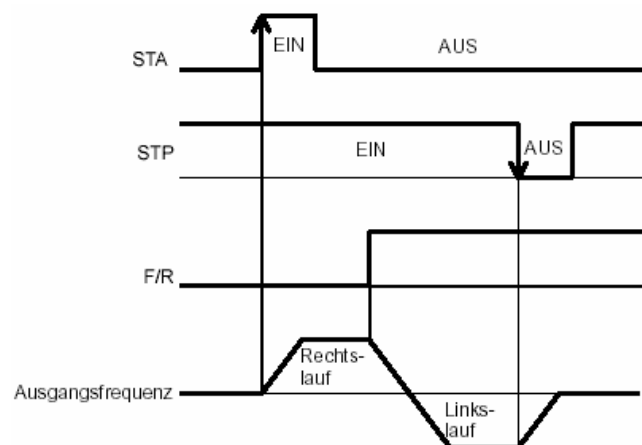 EIN
STA
AUS
STP
EIN
AUS
F/R
Rechts-
lauf
Ausgangsfrequenz
Links-
lauf